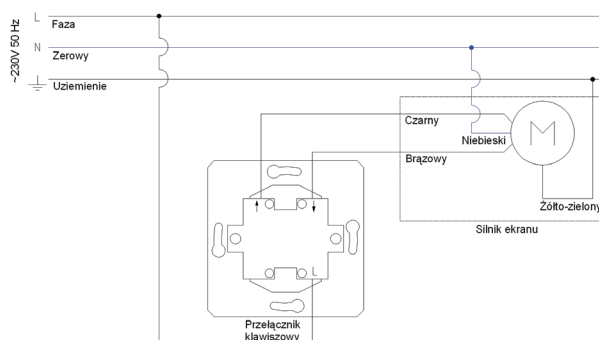 ~230V 50 Hz
L
Faza
N
Zerowy
Uziemienie
Czarny
Niebieski
M
Brązowy
Żółto-zielony
Silnik ekranu
L
Przełącznik
klawiszowy